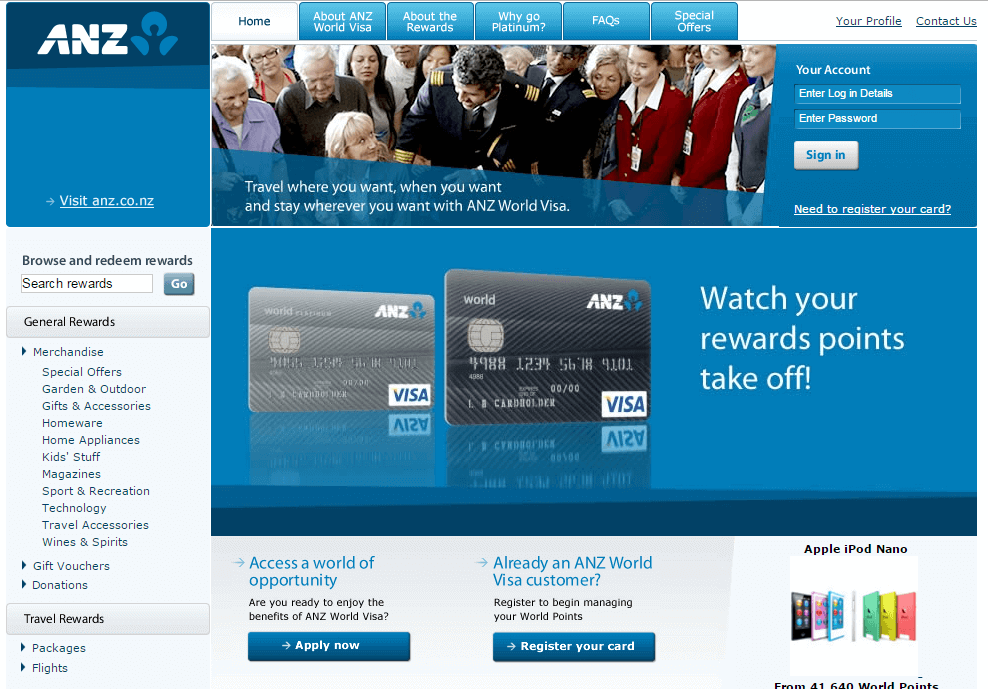 ANZ
Visit anz.co.nz
Home
About ANZ
World Visa
About the
Rewards
Why go
Platinum?
FAQs
Special
Offers
Your Profile
Contact Us
Travel where you want, when you want
and stay wherever you want with ANZ World Visa.
Your Account
Enter Log in Details
Enter Password
Sign in
Need to register your card?
Browse and redeem rewards
Search rewards
Go
General Rewards
Merchandise
Special Offers
Garden & Outdoor
Gifts & Accessories
Homeware
Home Appliances
Kids' Stuff
Magazines
Sport & Recreation
Technology
Travel Accessories
Wines & Spirits
Gift Vouchers
Donations
Travel Rewards
Packages
Flights
world PLATINUM
ANZ
4988 1234 5678 9101
00/00
CARDHOLDER
VISA
world
ANZ
4988 1234 5678 9101
4988
00/00
CARDHOLDER
VISA
Watch your
rewards points
take off!
Access a world of
opportunity
Are you ready to enjoy the
benefits of ANZ World Visa?
Apply now
Already an ANZ World
Visa customer?
Register to begin managing
your World Points
Register your card
Apple iPod Nano
From 41,640 World Points